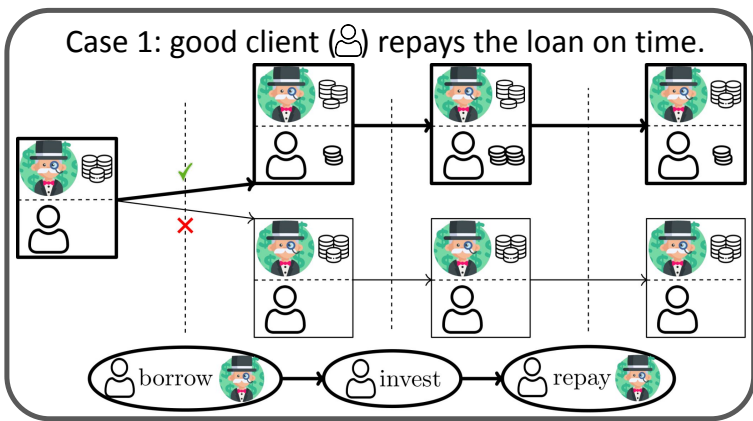 Case 1: good client () repays the loan on time.
borrow
invest
repay